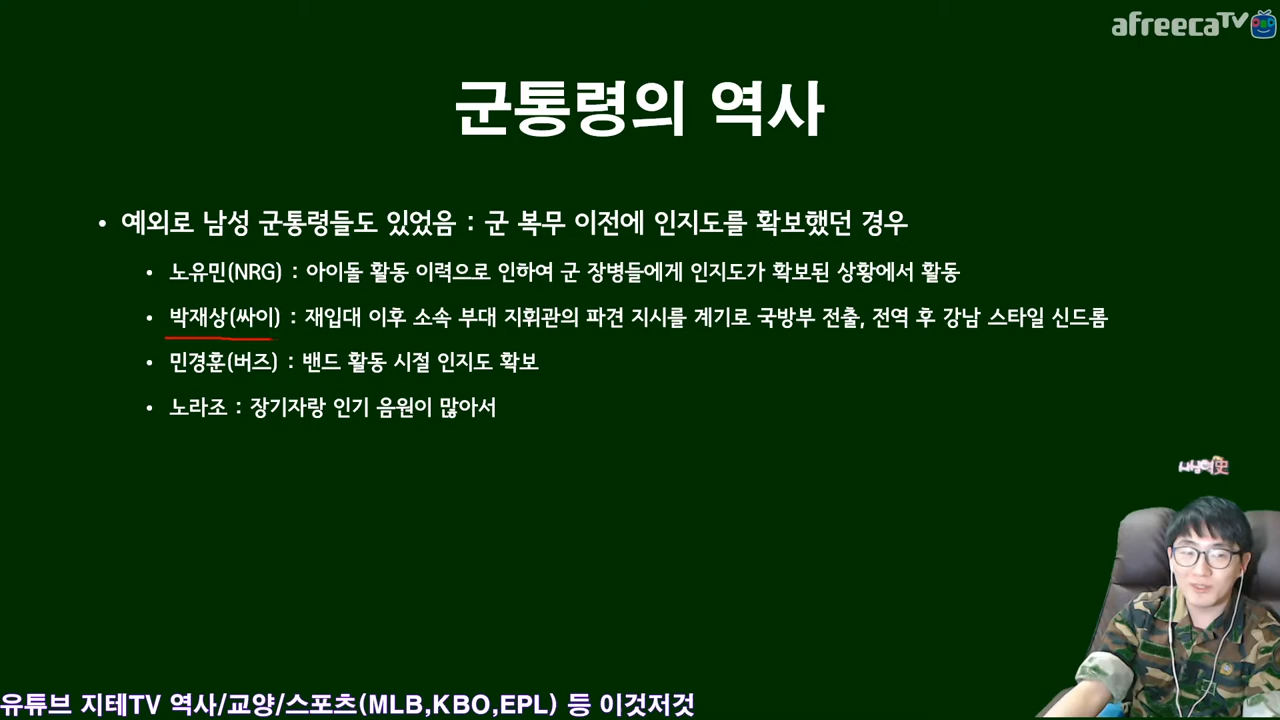 afreecaTV
군통령의 역사
• 예외로 남성 군통령들도 있었음 : 군 복무 이전에 인지도를 확보했던 경우
• 노유민(NRG) : 아이돌 활동 이력으로 인하여 군 장병들에게 인지도가 확보된 상황에서 활동
• 박재상(싸이) : 재입대 이후 소속 부대 지휘관의 파견 지시를 계기로 국방부 전출, 전역 후 강남 스타일 신드롬
• 민경훈(버즈) : 밴드 활동 시절 인지도 확보
• 노라조 : 장기자랑 인기 음원이 많아서
유튜브 지테TV 역사/교양/스포츠(MLB,KBO,EPL) 등 이것저것